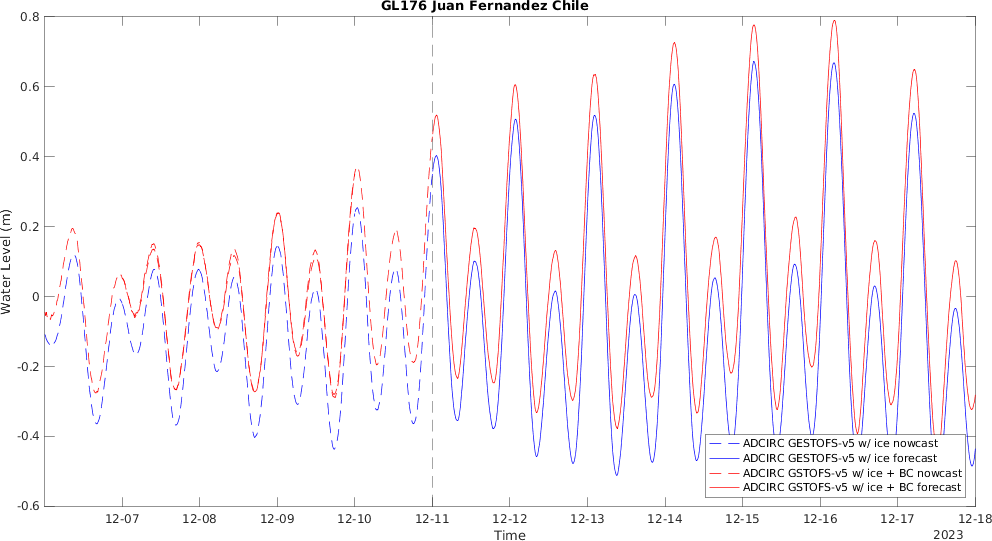 GL176 Juan Fernandez Chile
0.8
0.6
0.4
0.2
0
-0.2
-0.4
-0.6
Water Level (m)
ADCIRC GESTOFS-v5 w/ ice nowcast
ADCIRC GESTOFS-v5 w/ ice forecast
ADCIRC GSTOFS-v5 w/ ice + BC nowcast
ADCIRC GSTOFS-v5 w/ ice + BC forecast
12-07 12-08 12-09 12-10 12-11 12-12 12-13 12-14 12-15 12-16 12-17 12-18
Time
2023